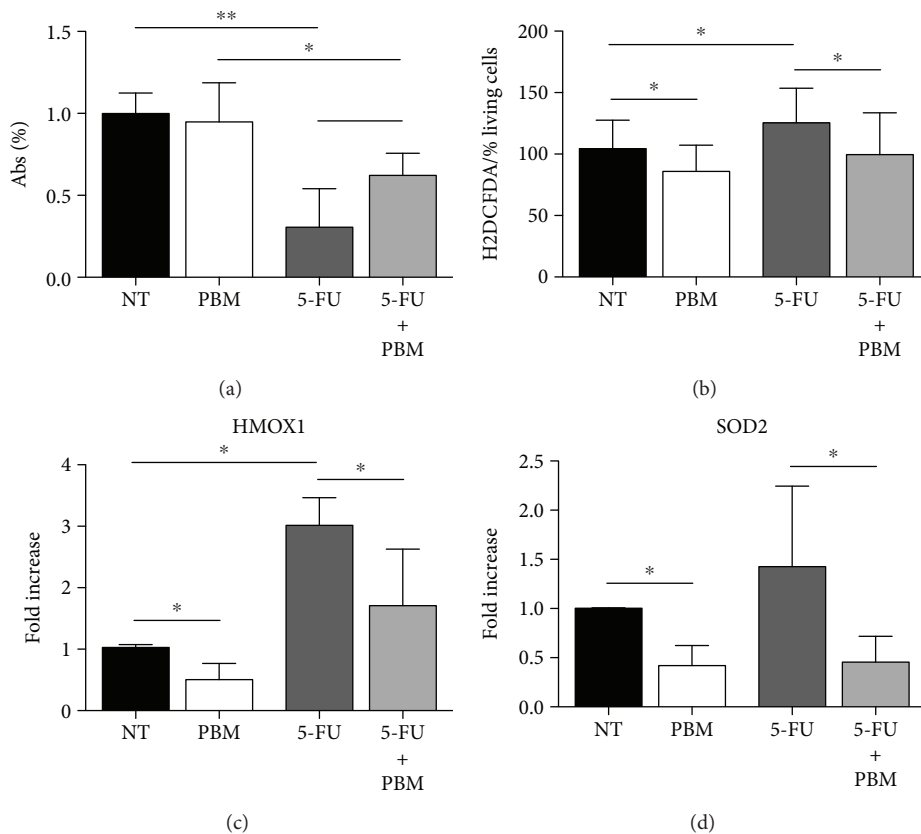 **
*
1.5
1.0
0.5
0.0
Abs (%)
NT
PBM
5-FU
5-FU
+
PBM
(a)
*
*
*
200
150
100
50
0
H2DCFDA/% living cells
NT
PBM
5-FU
5-FU
+
PBM
(b)
HMOX1
*
*
*
4
3
2
1
0
Fold increase
NT
PBM
5-FU
5-FU
+
PBM
(c)
SOD2
*
*
2.5
2.0
1.5
1.0
0.5
0.0
Fold increase
NT
PBM
5-FU
5-FU
+
PBM
(d)